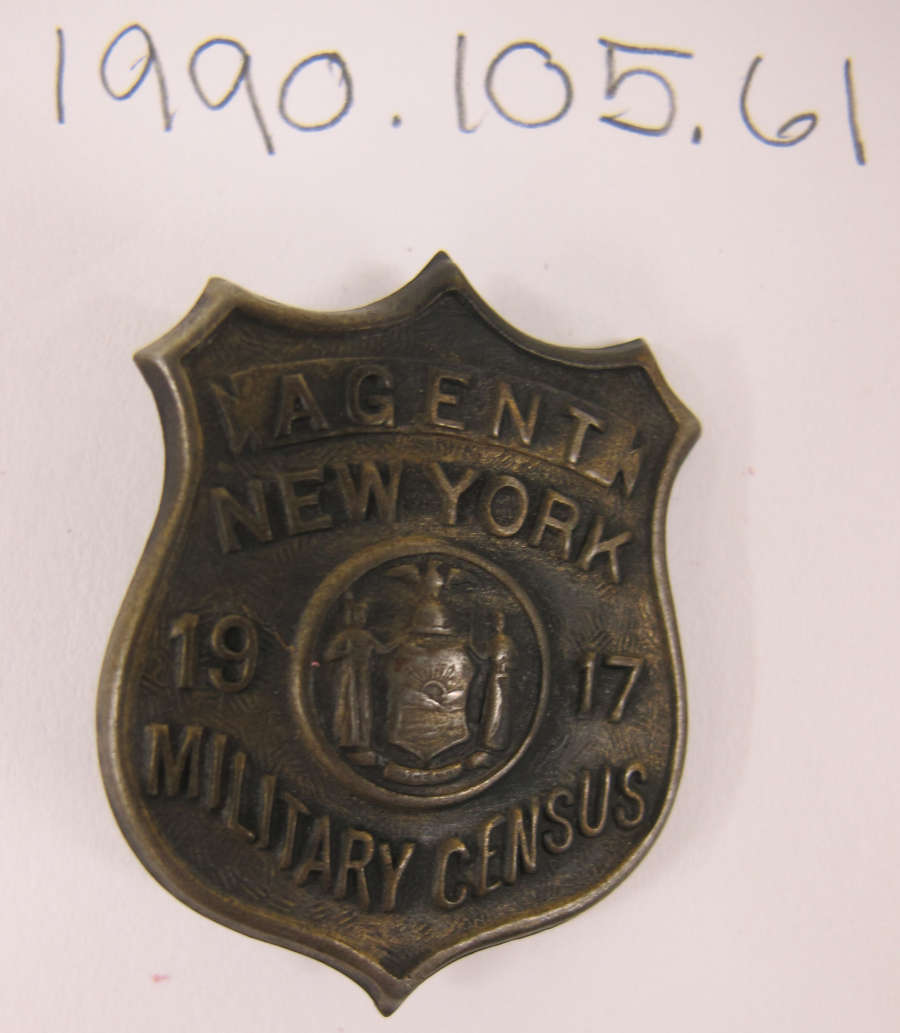 1990.105.61
AGENT
NEW YORK
19 17
MILITARY CENSUS